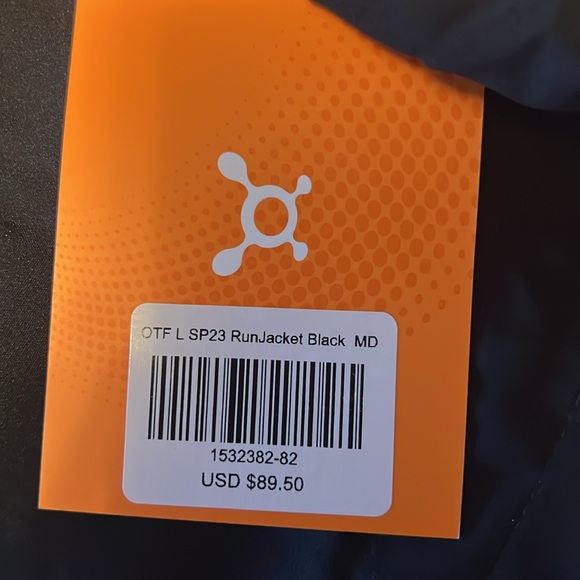 OTF L SP23 RunJacket Black MD
1532382-82
USD $89.50